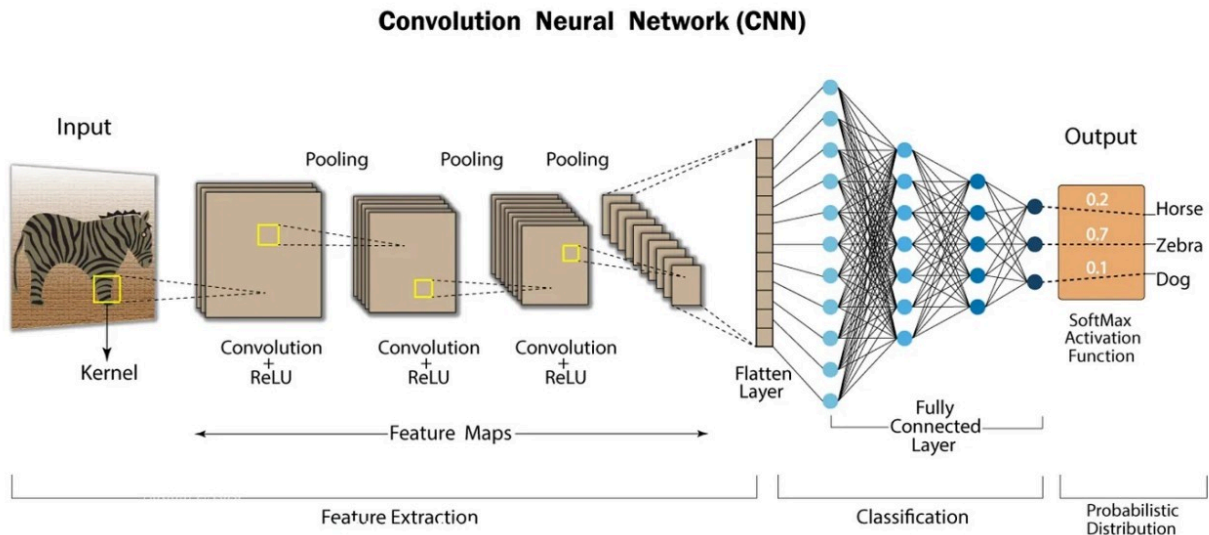 Convolution Neural Network (CNN)
Input
Output
Pooling
Pooling
Pooling
0.2
Horse
0.7
Zebra
0.1
Dog
Kernel
Convolution
+
ReLU
Convolution
+
ReLU
Convolution
+
ReLU
Flatten
Layer
SoftMax
Activation
Function
Feature Maps
Fully
Connected
Layer
Feature Extraction
Classification
Probabilistic
Distribution